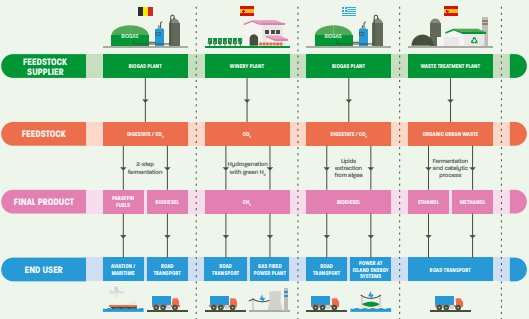 BIOGAS
BIOGAS
FEEDSTOCK
SUPPLIER
BIOGAS PLANT
WINERY PLANT
BIOGAS PLANT
WASTE TREATMENT PLANT
FEEDSTOCK
DIGESTATE / CO₂
CO₂
DIGESTATE / CO₂
ORGANIC URBAN WASTE
2-step
fermentation
Hydrogenation
with green H₂
Lipids
extraction
from algae
Fermentation
and catalytic
process
FINAL PRODUCT
PARAFFIN
FUELS
BIODIESEL
CH₄
BIODIESEL
ETHANOL
METHANOL
END USER
AVIATION /
MARITIME
ROAD
TRANSPORT
ROAD
TRANSPORT
GAS FIRED
POWER PLANT
ROAD
TRANSPORT
POWER AT
ISLAND ENERGY
SYSTEMS
ROAD TRANSPORT